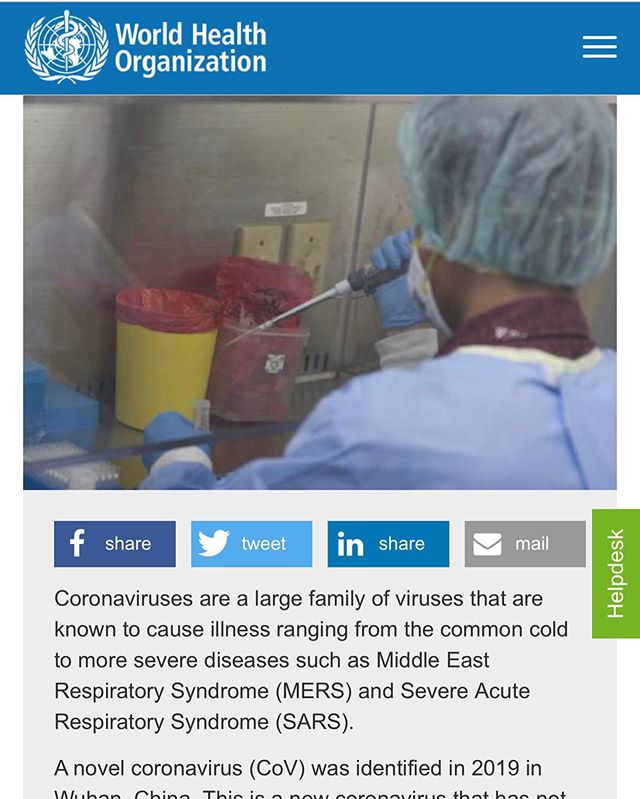 World Health
Organization
share
tweet
share
mail
Helpdesk
Coronaviruses are a large family of viruses that are
known to cause illness ranging from the common cold
to more severe diseases such as Middle East
Respiratory Syndrome (MERS) and Severe Acute
Respiratory Syndrome (SARS).
A novel coronavirus (CoV) was identified in 2019 in
Wuhan, China. This is a new coronavirus that has not